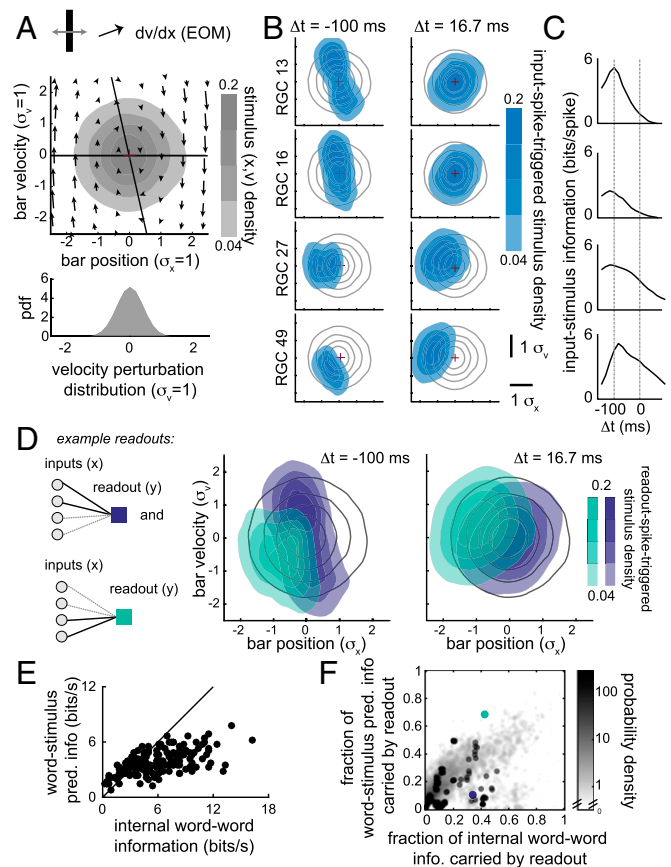 A
dv/dx (EOM)
bar velocity (σv=1)
2
1
0
-1
-2
-2 -1 0 1 2
bar position (σx=1)
0.2
0.04
stimulus (x,v) density
pdf
6
4
2
0
-2 0 2
velocity perturbation
distribution (σv=1)
B
Δt = -100 ms
Δt = 16.7 ms
RGC 13
RGC 16
RGC 27
RGC 49
0.2
0.04
input-spike-triggered stimulus density
1 σv
1 σx
C
input-stimulus information (bits/spike)
6
0
6
0
6
0
6
0
-100 0
Δt (ms)
D
example readouts:
inputs (x)
readout (y)
and
inputs (x)
readout (y)
Δt = -100 ms
Δt = 16.7 ms
bar velocity (σv)
2
1
0
-1
-2
-2 -1 0 1 2
bar position (σx)
-2 -1 0 1 2
bar position (σx)
0.2
0.04
readout-spike-triggered
stimulus density
E
word-stimulus
pred. info (bits/s)
12
6
0
0 6 12 18
internal word-word
information (bits/s)
F
fraction of
word-stimulus pred. info
carried by readout
1
0.8
0.6
0.4
0.2
0
0 0.2 0.4 0.6 0.8 1
fraction of internal word-word
info. carried by readout
100
10
1
0
probability density